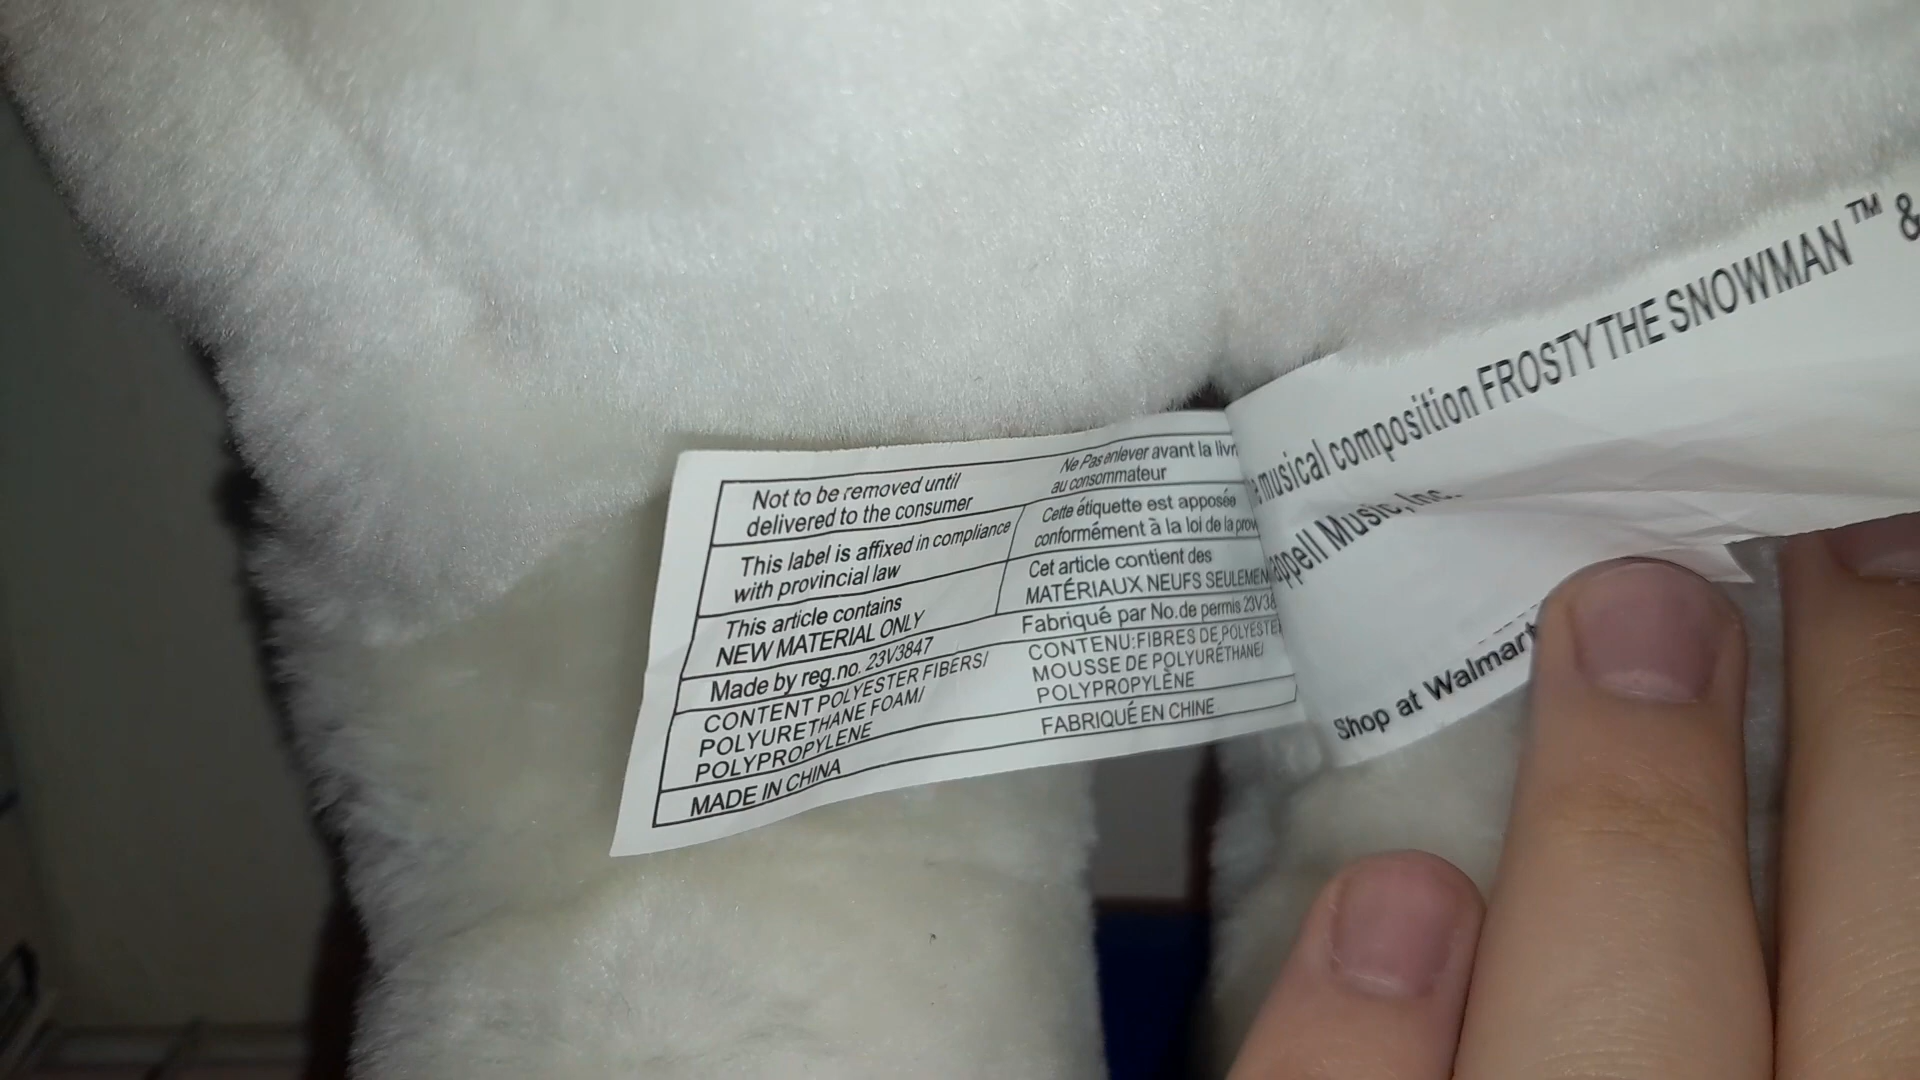 Not to be removed until
delivered to the consumer
This label is affixed in compliance
with provincial law
This article contains
NEW MATERIAL ONLY
Made by reg.no. 23V3847
CONTENT POLYESTER FIBERS/
POLYURETHANE FOAM/
POLYPROPYLENE
MADE IN CHINA
Ne Pas enlever avant la
au consommateur
Cette étiquette est apposée
conformément à la loi de la
Cet article contient des
MATÉRIAUX NEUFS
Fabriqué par No.de permis
CONTENU:FIBRES DE
MOUSSE DE POLYURÉTHANE/
POLYPROPYLÈNE
FABRIQUÉ EN CHINE
musical composition FROSTY THE SNOWMAN™ &
Music, Inc.
Shop at Walmart